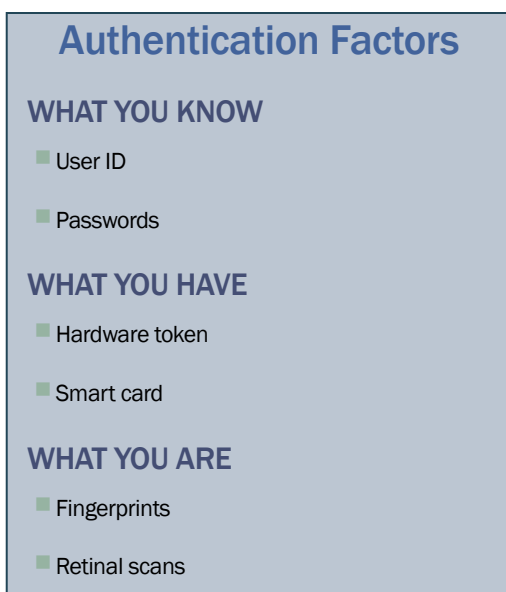 Authentication Factors
WHAT YOU KNOW
User ID
Passwords
WHAT YOU HAVE
Hardware token
Smart card
WHAT YOU ARE
Fingerprints
Retinal scans